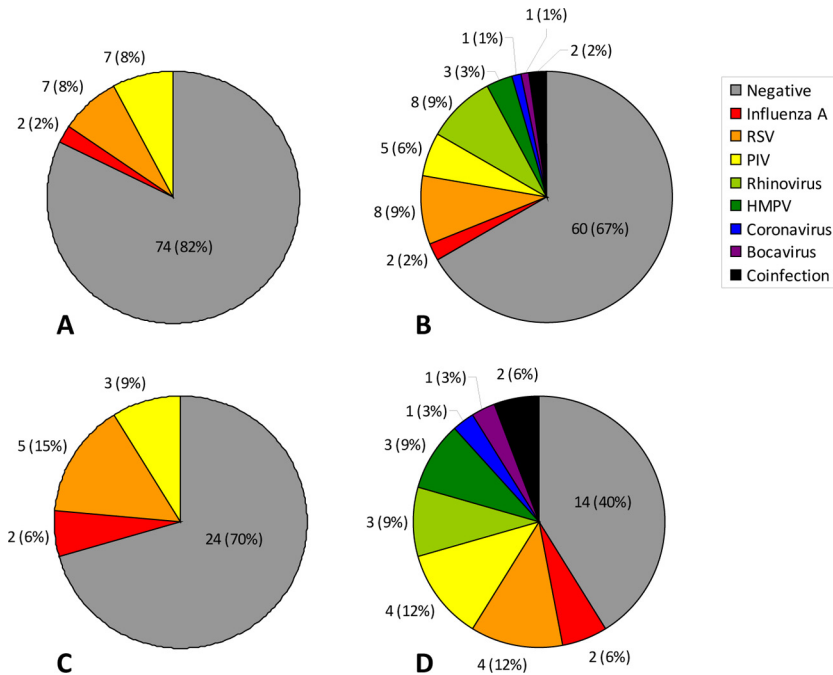 7 (8%)
7 (8%)
2 (2%)
74 (82%)
A
1 (1%)
1 (1%)
2 (2%)
3 (3%)
8 (9%)
5 (6%)
8 (9%)
2 (2%)
60 (67%)
B
Negative
Influenza A
RSV
PIV
Rhinovirus
HMPV
Coronavirus
Bocavirus
Coinfection
3 (9%)
5 (15%)
2 (6%)
24 (70%)
C
2 (6%)
1 (3%)
1 (3%)
3 (9%)
3 (9%)
4 (12%)
4 (12%)
2 (6%)
14 (40%)
D